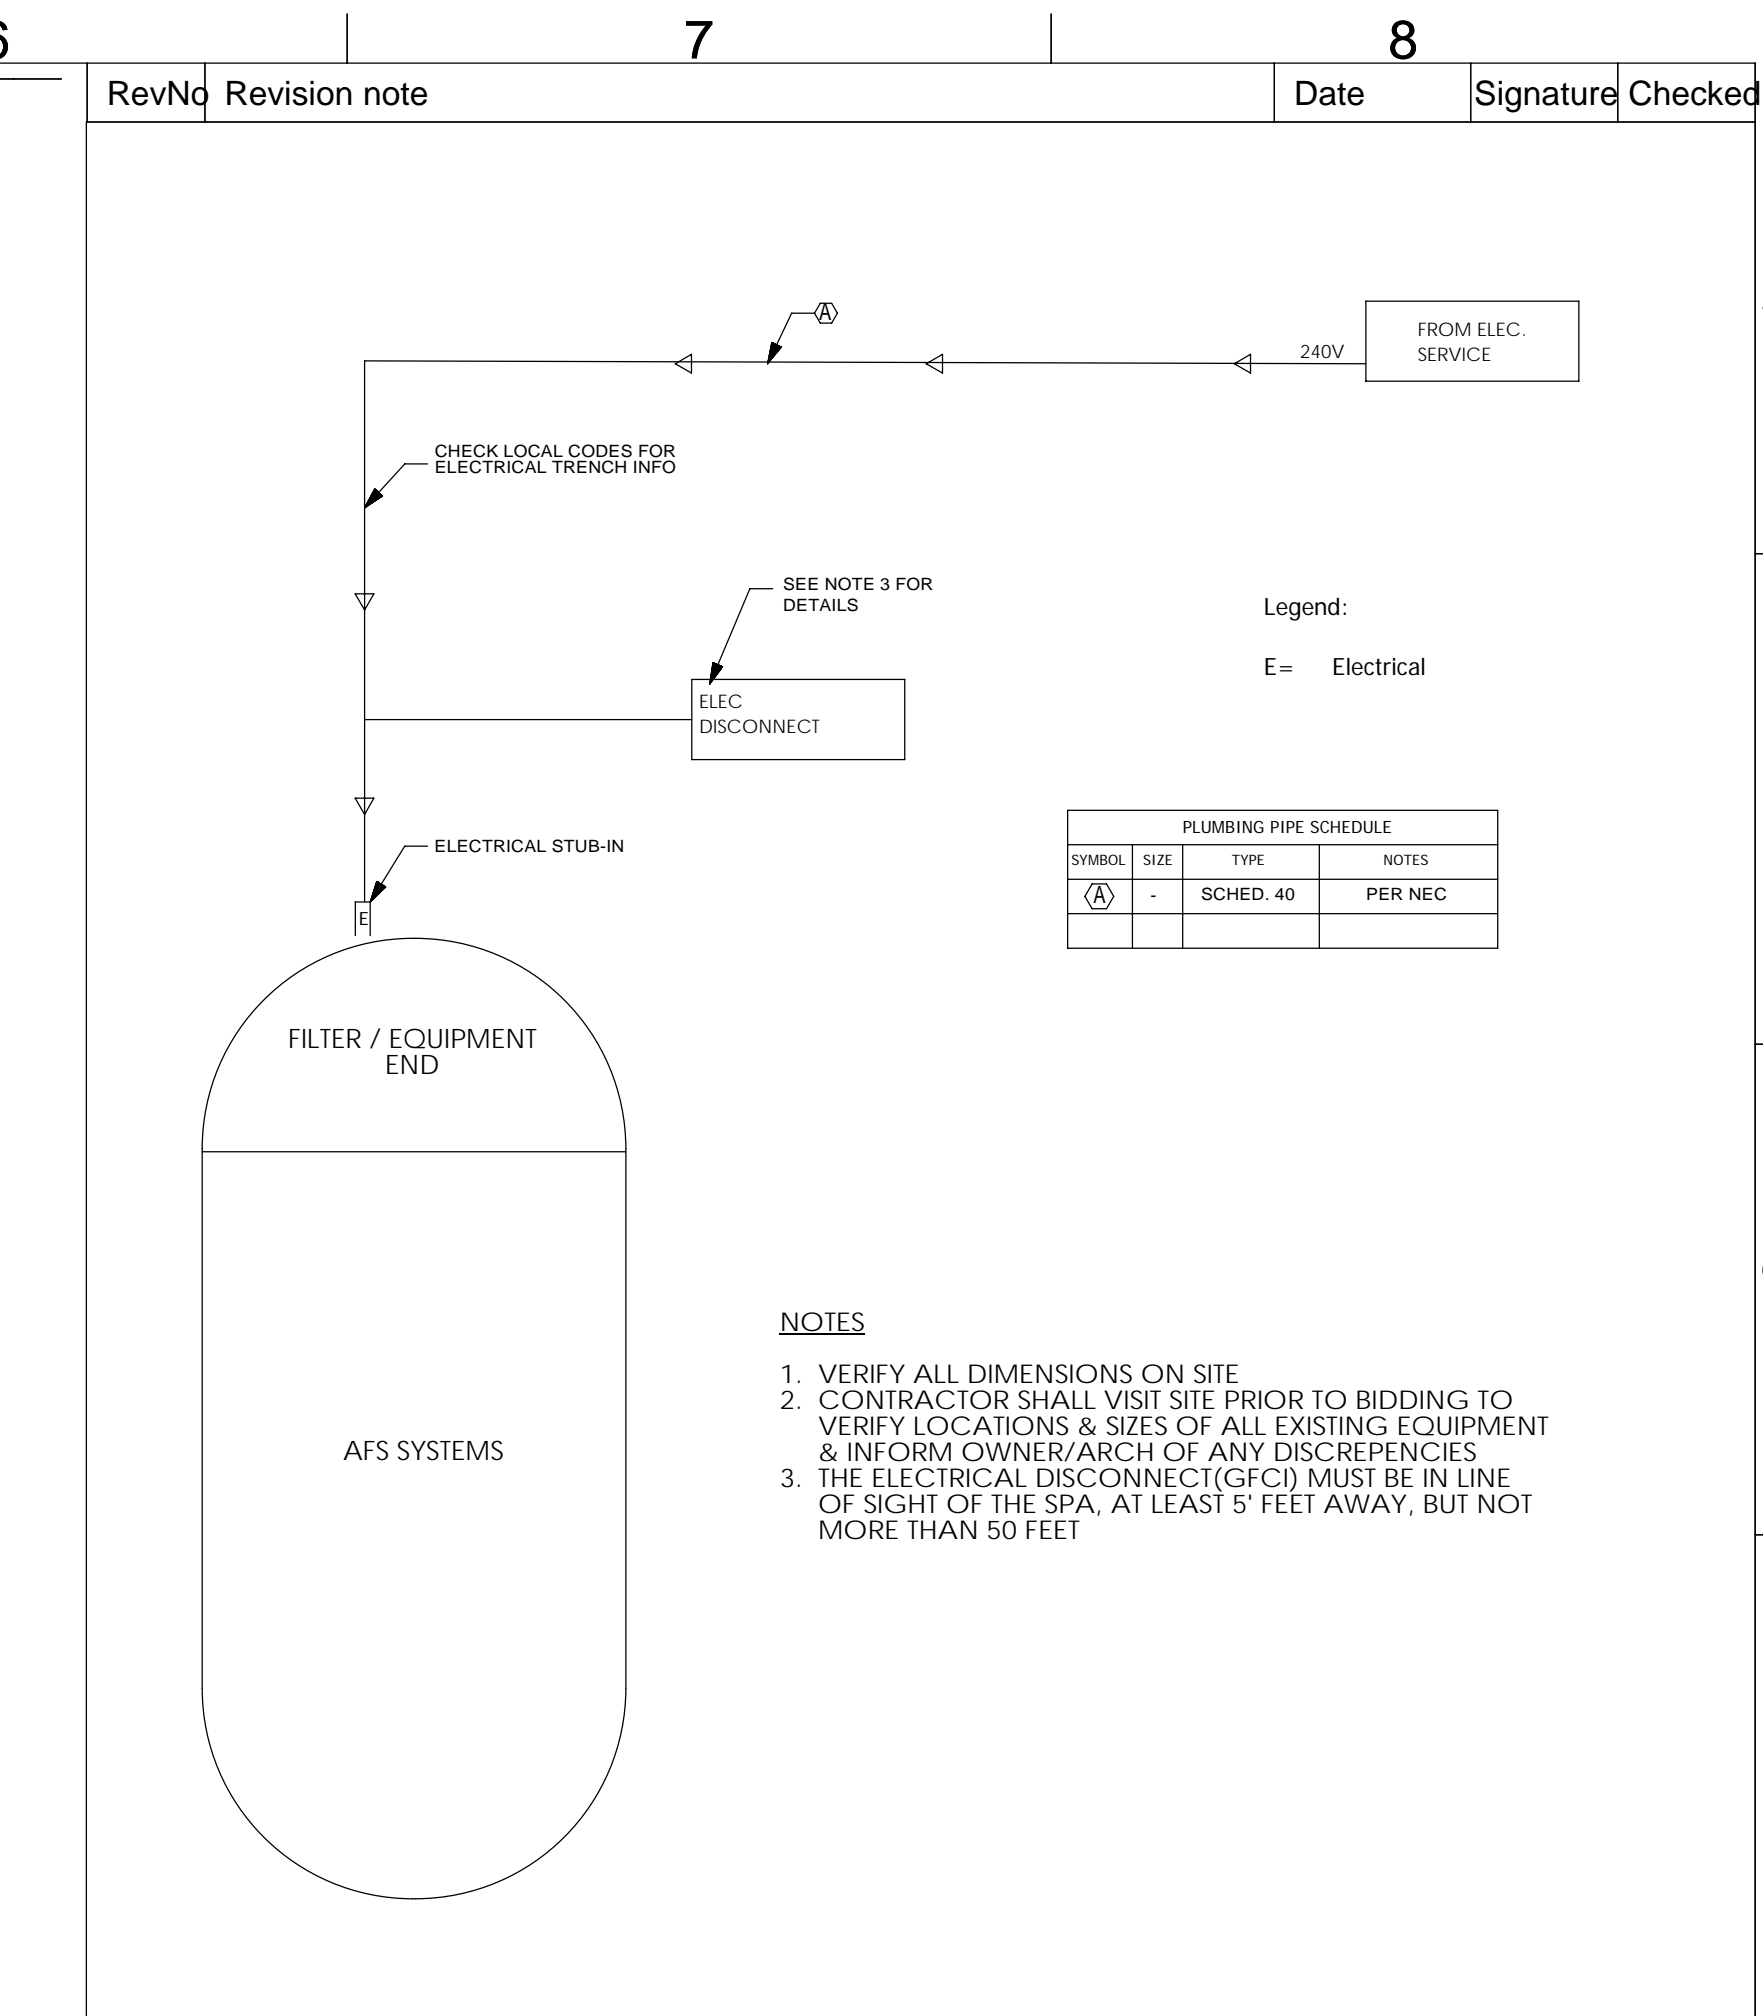 7
8
RevNo Revision note Date Signature Checked
A
FROM ELEC.
SERVICE
240V
CHECK LOCAL CODES FOR
ELECTRICAL TRENCH INFO
SEE NOTE 3 FOR
DETAILS
Legend:
E= Electrical
ELEC
DISCONNECT
ELECTRICAL STUB-IN
PLUMBING PIPE SCHEDULE
SYMBOL SIZE TYPE NOTES
A - SCHED. 40 PER NEC
E
FILTER / EQUIPMENT
END
AFS SYSTEMS
NOTES
1. VERIFY ALL DIMENSIONS ON SITE
2. CONTRACTOR SHALL VISIT SITE PRIOR TO BIDDING TO
VERIFY LOCATIONS & SIZES OF ALL EXISTING EQUIPMENT
& INFORM OWNER/ARCH OF ANY DISCREPENCIES
3. THE ELECTRICAL DISCONNECT(GFCI) MUST BE IN LINE
OF SIGHT OF THE SPA, AT LEAST 5' FEET AWAY, BUT NOT
MORE THAN 50 FEET